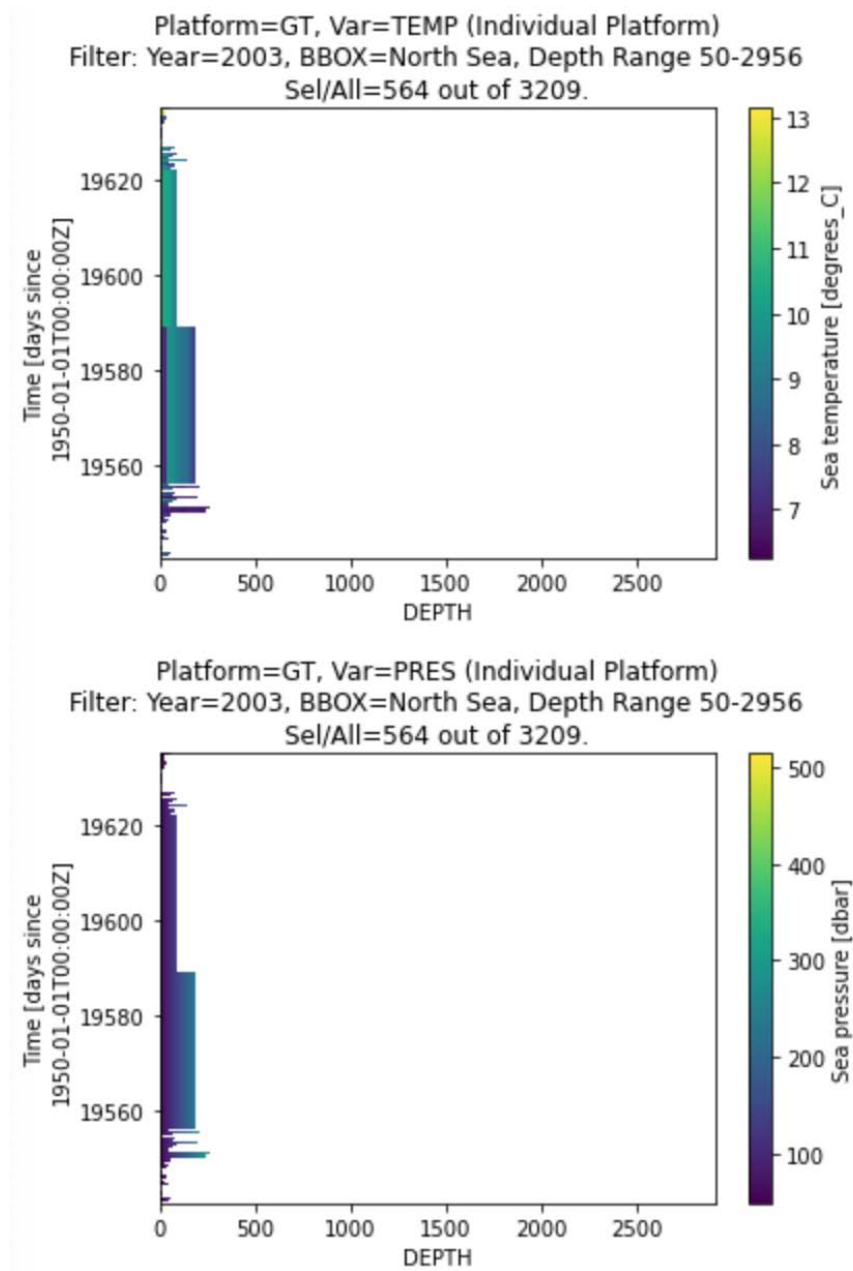 Platform=GT, Var=TEMP (Individual Platform)
Filter: Year=2003, BBOX=North Sea, Depth Range 50-2956
Sel/All=564 out of 3209.
19620
19600
19580
19560
Time [days since
1950-01-01T00:00:00Z]
0
500
1000
1500
2000
2500
DEPTH
13
12
11
10
9
8
7
Sea temperature [degrees_C]
Platform=GT, Var=PRES (Individual Platform)
Filter: Year=2003, BBOX=North Sea, Depth Range 50-2956
Sel/All=564 out of 3209.
19620
19600
19580
19560
Time [days since
1950-01-01T00:00:00Z]
0
500
1000
1500
2000
2500
DEPTH
500
400
300
200
100
Sea pressure [dbar]